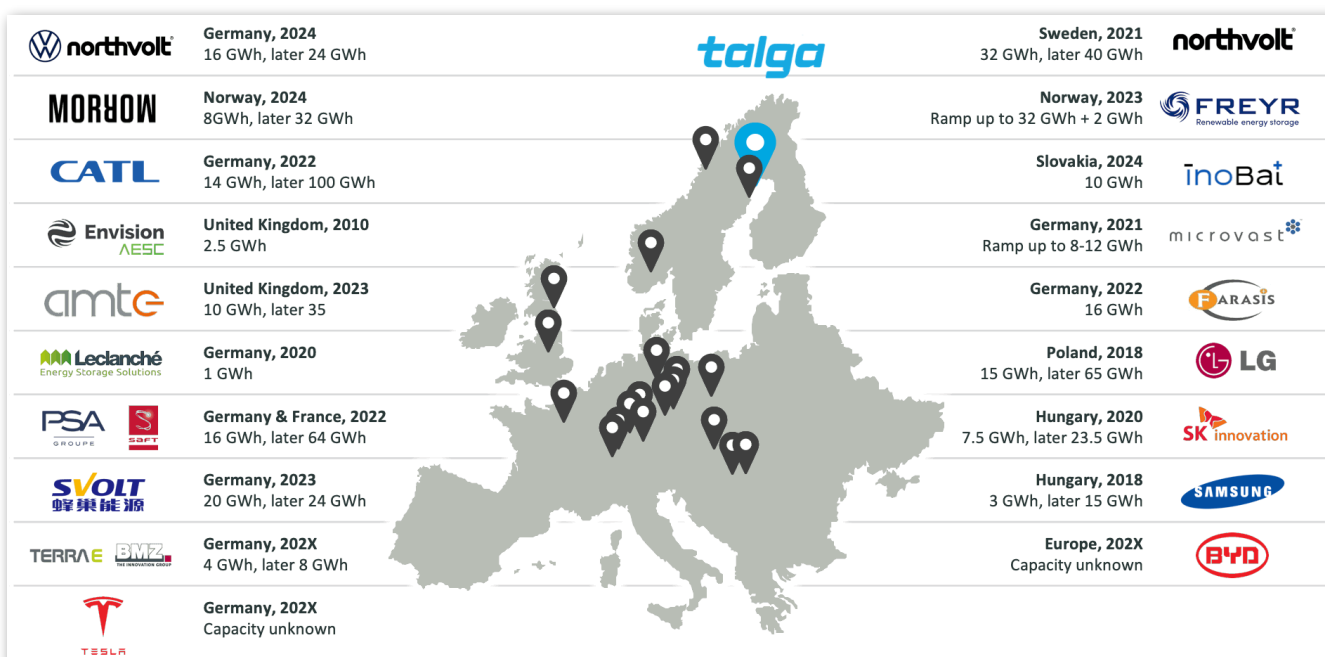 northvolt
Germany, 2024
16 GWh, later 24 GWh
MORROW
Norway, 2024
8GWh, later 32 GWh
CATL
Germany, 2022
14 GWh, later 100 GWh
Envision
AESC
United Kingdom, 2010
2.5 GWh
amte
United Kingdom, 2023
10 GWh, later 35
Leclanché
Energy Storage Solutions
Germany, 2020
1 GWh
PSA
GROUPE
SAFT
Germany & France, 2022
16 GWh, later 64 GWh
SVOLT
蜂巢能源
Germany, 2023
20 GWh, later 24 GWh
TERRA E
BMZ
THE INNOVATION GROUP
Germany, 202X
4 GWh, later 8 GWh
TESLA
Germany, 202X
Capacity unknown
talga
Sweden, 2021
32 GWh, later 40 GWh
northvolt
Norway, 2023
Ramp up to 32 GWh + 2 GWh
FREYR
Renewable energy storage
Slovakia, 2024
10 GWh
InoBat
Germany, 2021
Ramp up to 8-12 GWh
microvast
Germany, 2022
16 GWh
FARASIS
Poland, 2018
15 GWh, later 65 GWh
LG
Hungary, 2020
7.5 GWh, later 23.5 GWh
SK innovation
Hungary, 2018
3 GWh, later 15 GWh
SAMSUNG
Europe, 202X
Capacity unknown
BYD